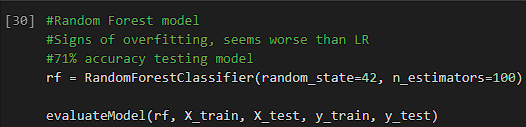 [30] #Random Forest model
#Signs of overfitting, seems worse than LR
#71% accuracy testing model
rf = RandomForestClassifier(random_state=42, n_estimators=100)
evaluateModel(rf, X_train, X_test, y_train, y_test)